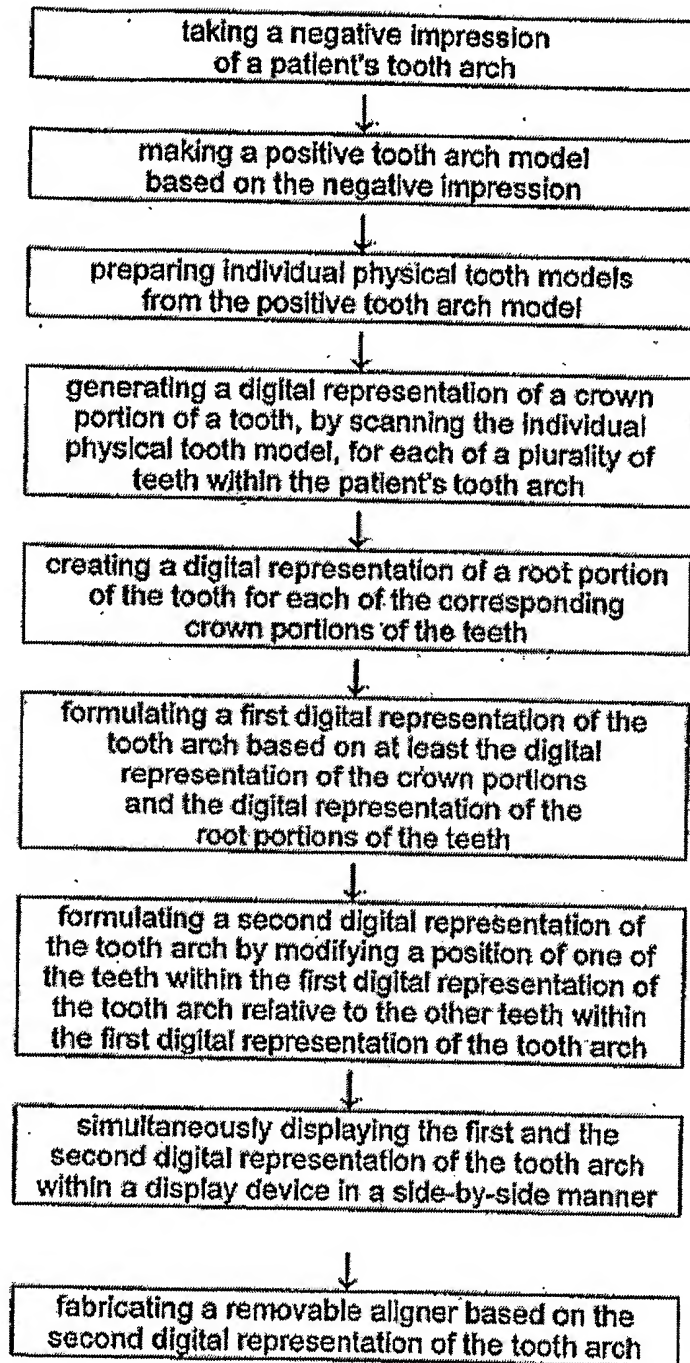 taking a negative impression
of a patient's tooth arch
making a positive tooth arch model
based on the negative impression
preparing individual physical tooth models
from the positive tooth arch model
generating a digital representation of a crown
portion of a tooth, by scanning the individual
physical tooth model, for each of a plurality of
teeth within the patient's tooth arch
creating a digital representation of a root portion
of the tooth for each of the corresponding
crown portions of the teeth
formulating a first digital representation of the
tooth arch based on at least the digital
representation of the crown portions
and the digital representation of the
root portions of the teeth
formulating a second digital representation of
the tooth arch by modifying a position of one of
the teeth within the first digital representation of
the tooth arch relative to the other teeth within
the first digital representation of the tooth arch
simultaneously displaying the first and the
second digital representation of the tooth arch
within a display device in a side-by-side manner
fabricating a removable aligner based on the
second digital representation of the tooth arch